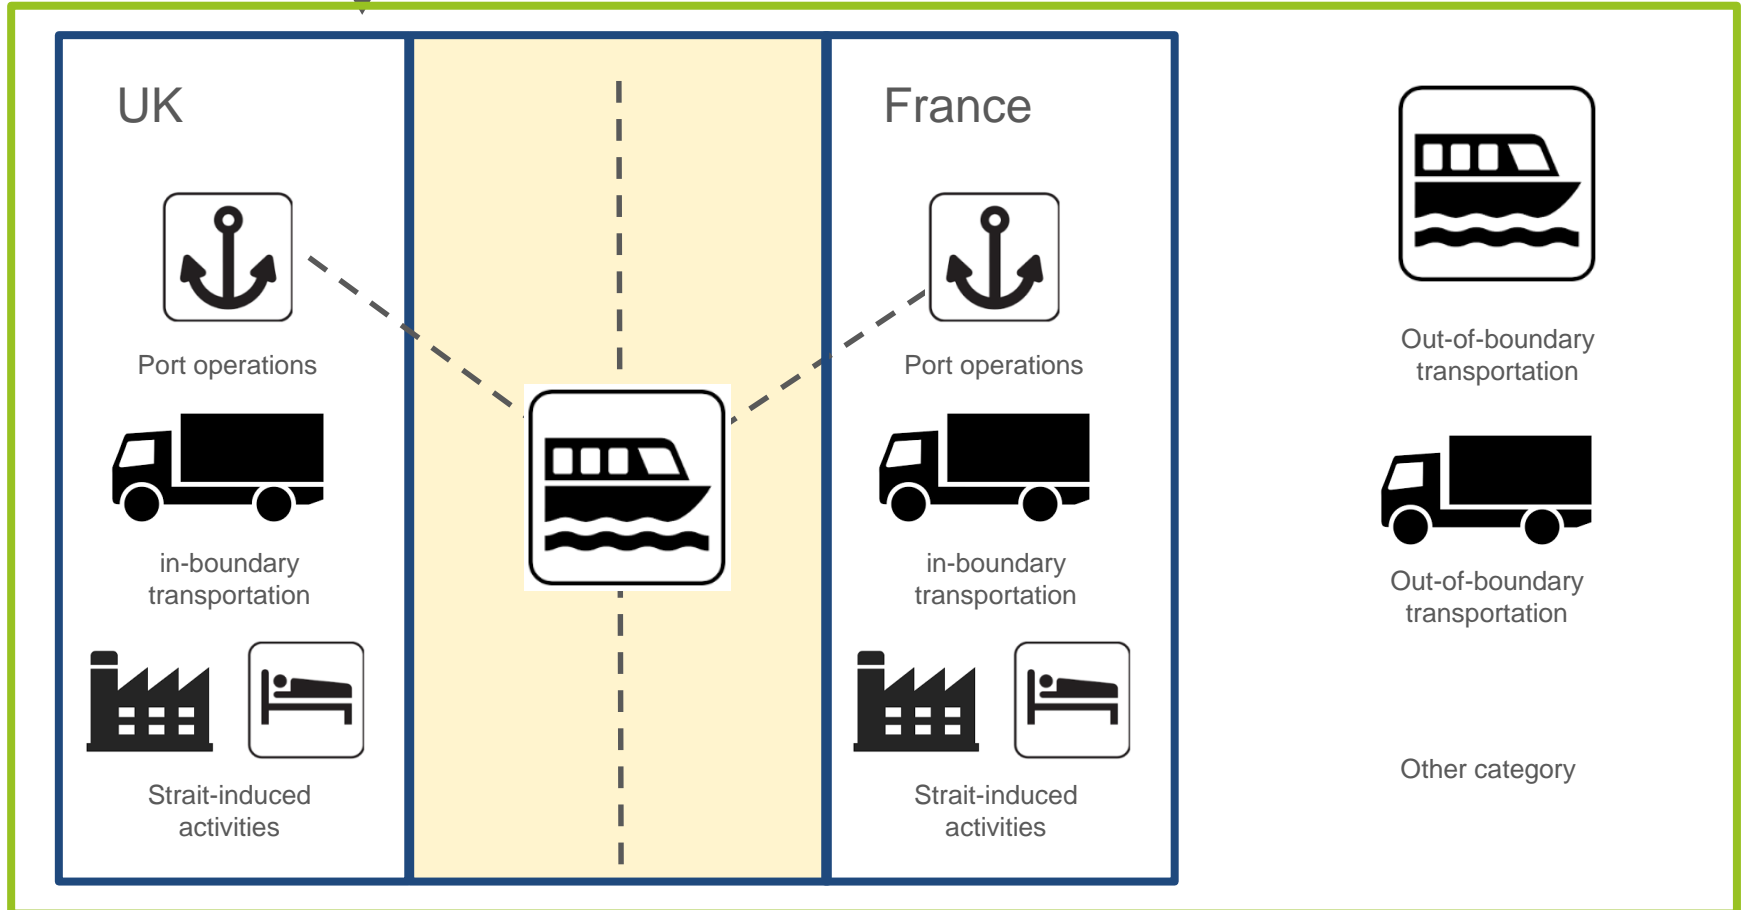 UK
Port operations
in-boundary
transportation
Strait-induced
activities
France
Port operations
in-boundary
transportation
Strait-induced
activities
Out-of-boundary
transportation
Out-of-boundary
transportation
Other category